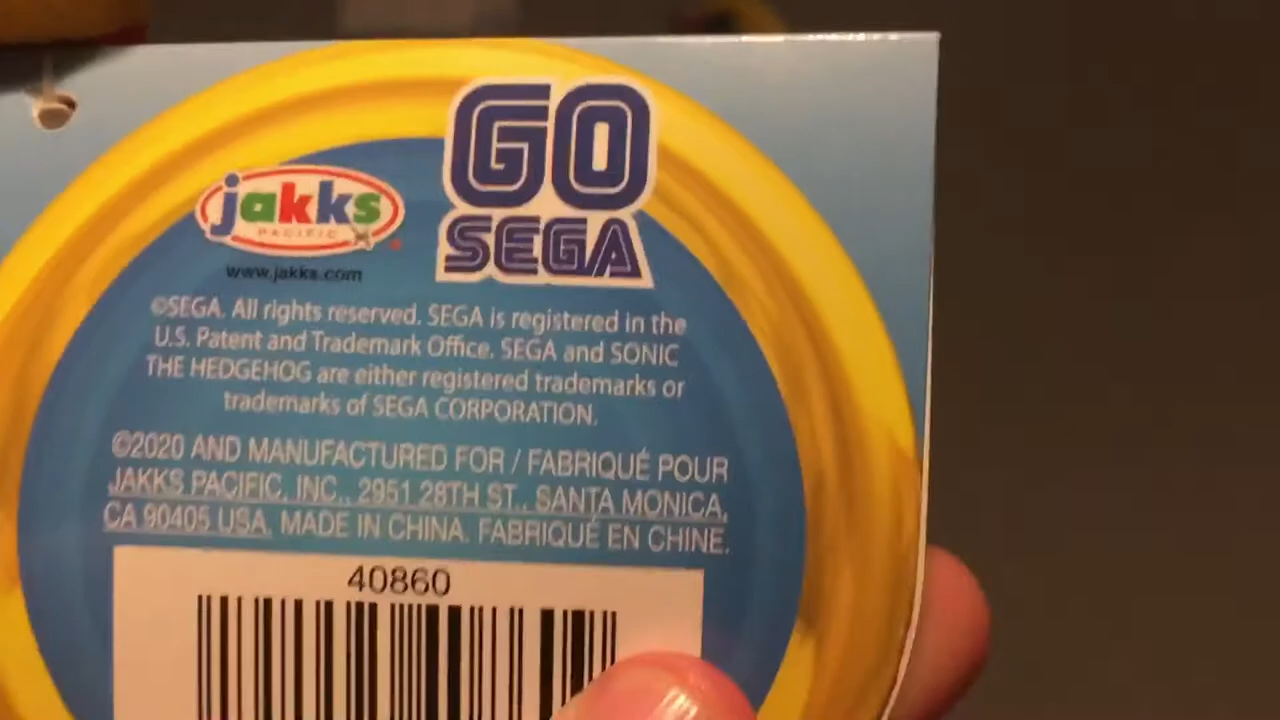 GO
SEGA
jakks
PACIFIC
www.jakks.com
©SEGA. All rights reserved. SEGA is registered in the
U.S. Patent and Trademark Office. SEGA and SONIC
THE HEDGEHOG are either registered trademarks or
trademarks of SEGA CORPORATION.
©2020 AND MANUFACTURED FOR / FABRIQUÉ POUR
JAKKS PACIFIC, INC., 2951 28TH ST., SANTA MONICA,
CA 90405 USA. MADE IN CHINA. FABRIQUÉ EN CHINE.
40860